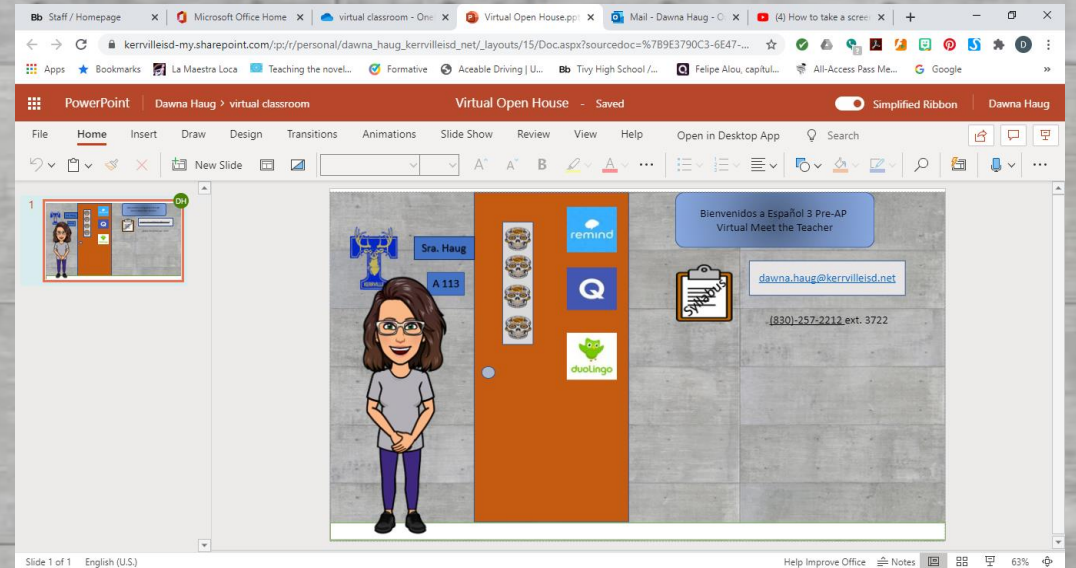 Bb Staff / Homepage
Microsoft Office Home
virtual classroom - One
Virtual Open House.ppt
Mail - Dawna Haug - O
(4) How to take a scree
kerrvilleisd-my.sharepoint.com/:p:/r/personal/dawna_haug_kerrvilleisd_net/_layouts/15/Doc.aspx?sourcedoc=%7B9E3790C3-6E47-...
Apps Bookmarks La Maestra Loca Teaching the novel... Formative Aceable Driving | U... Bb Tivy High School /... Felipe Alou, capítul... All-Access Pass Me... G Google
PowerPoint Dawna Haug > virtual classroom Virtual Open House - Saved Simplified Ribbon Dawna Haug
File Home Insert Draw Design Transitions Animations Slide Show Review View Help Open in Desktop App Search
New Slide A A B A
1
DH
T
KERRVILLE
Sra. Haug
A 113
remind
Q
duolingo
Bienvenidos a Español 3 Pre-AP
Virtual Meet the Teacher
Syllabus
dawna.haug@kerrvilleisd.net
(830)-257-2212 ext. 3722
Slide 1 of 1 English (U.S.) Help Improve Office Notes 63%